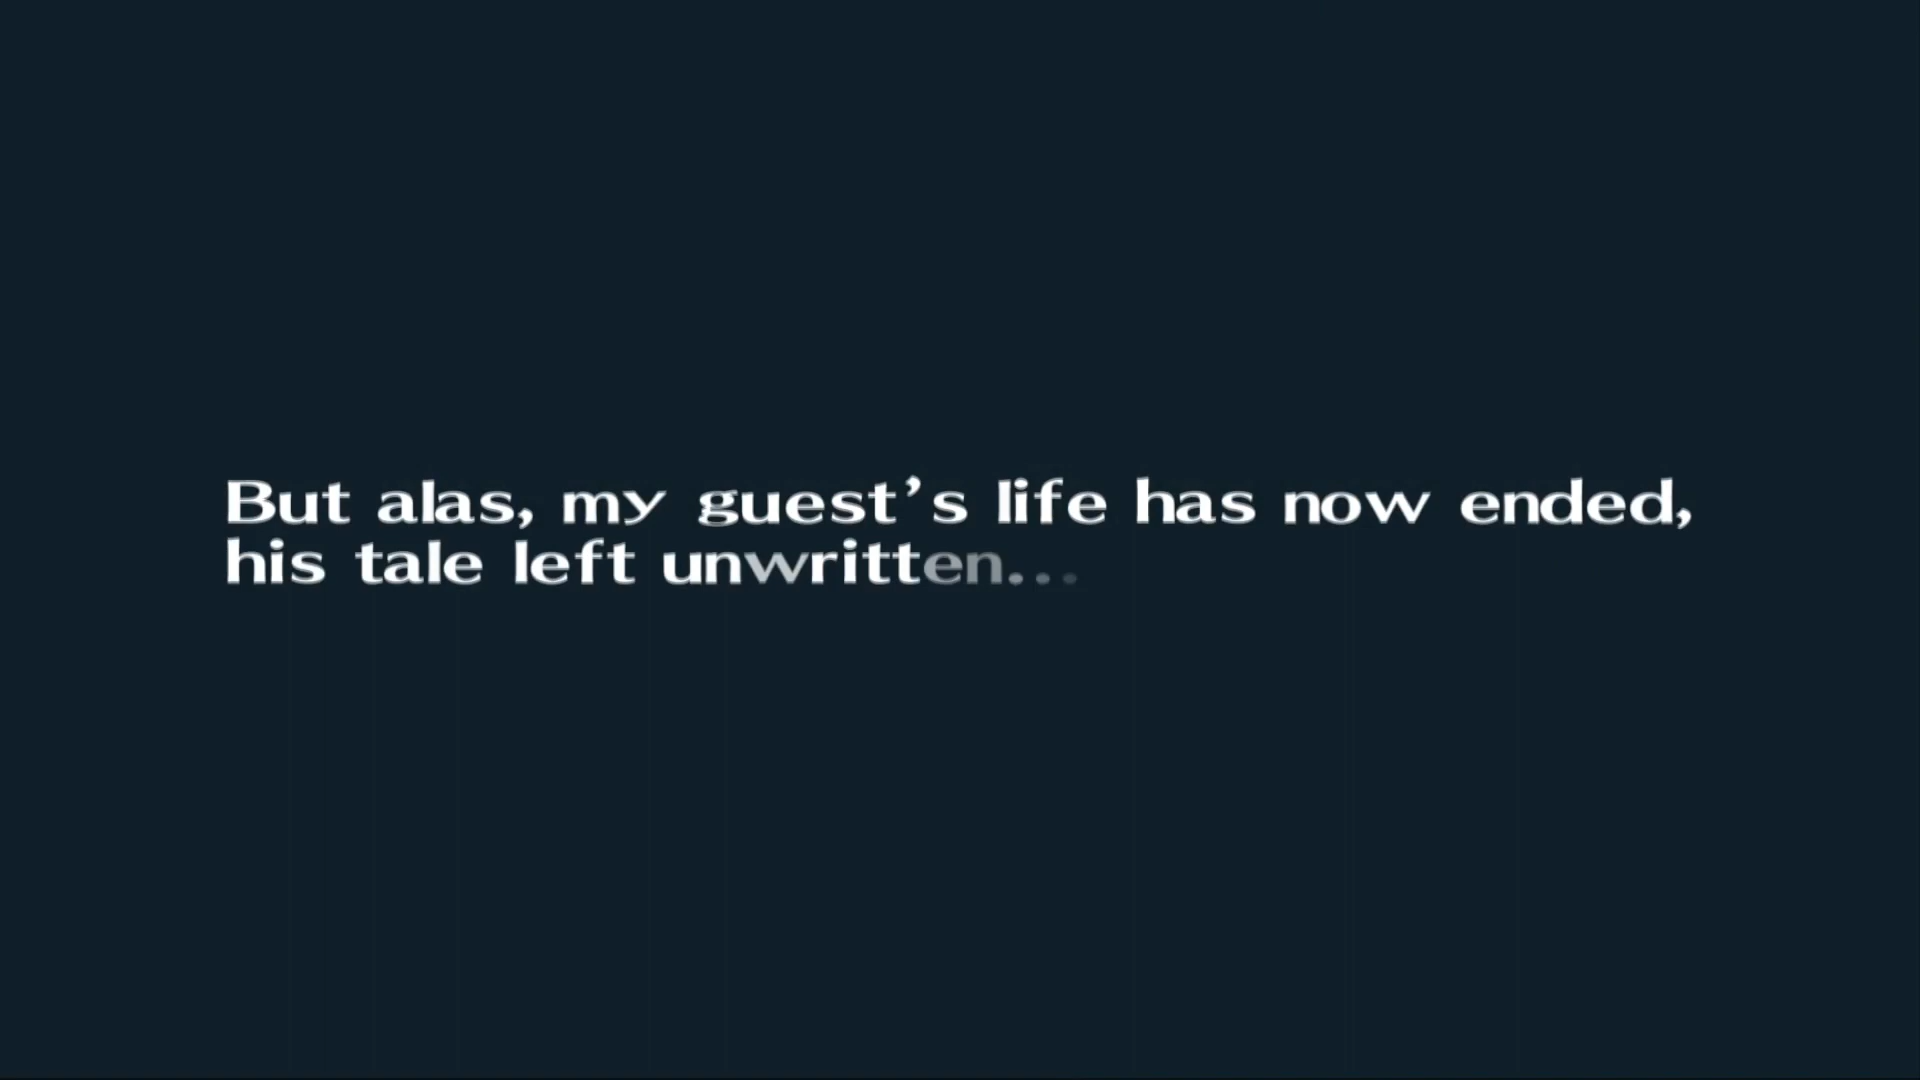 But alas, my guest’s life has now ended,
his tale left unwritten...